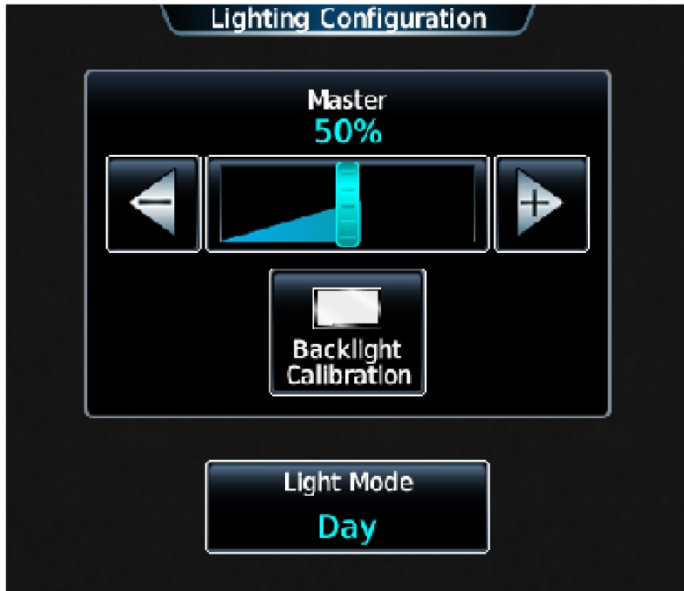 Lighting Configuration
Master
50%
Backlight
Calibration
Light Mode
Day